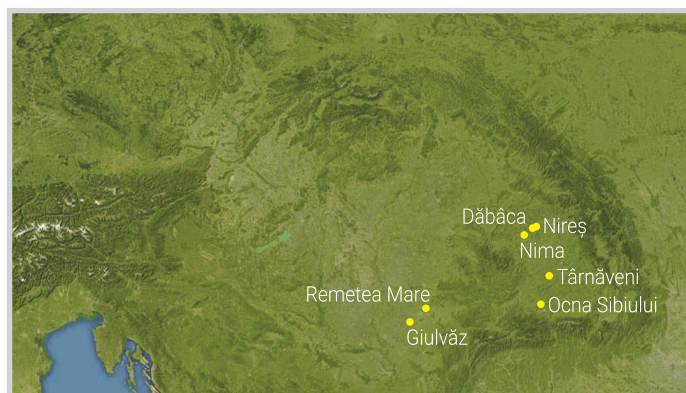 Dăbâca
Nireș
Nima
Târnăveni
Remetea Mare
Ocna Sibiului
Giulvăz